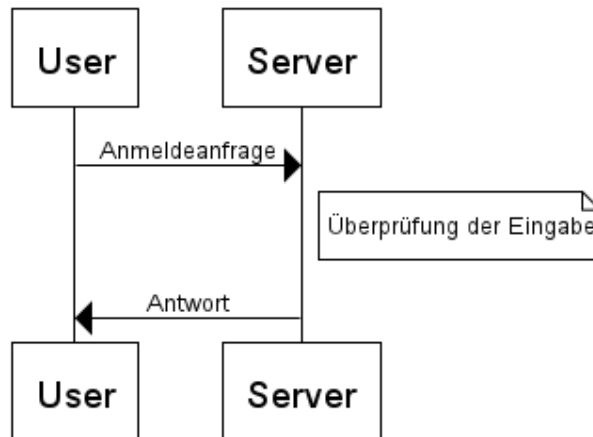 User Server
Anmeldeanfrage
Überprüfung der Eingabe
Antwort
User Server